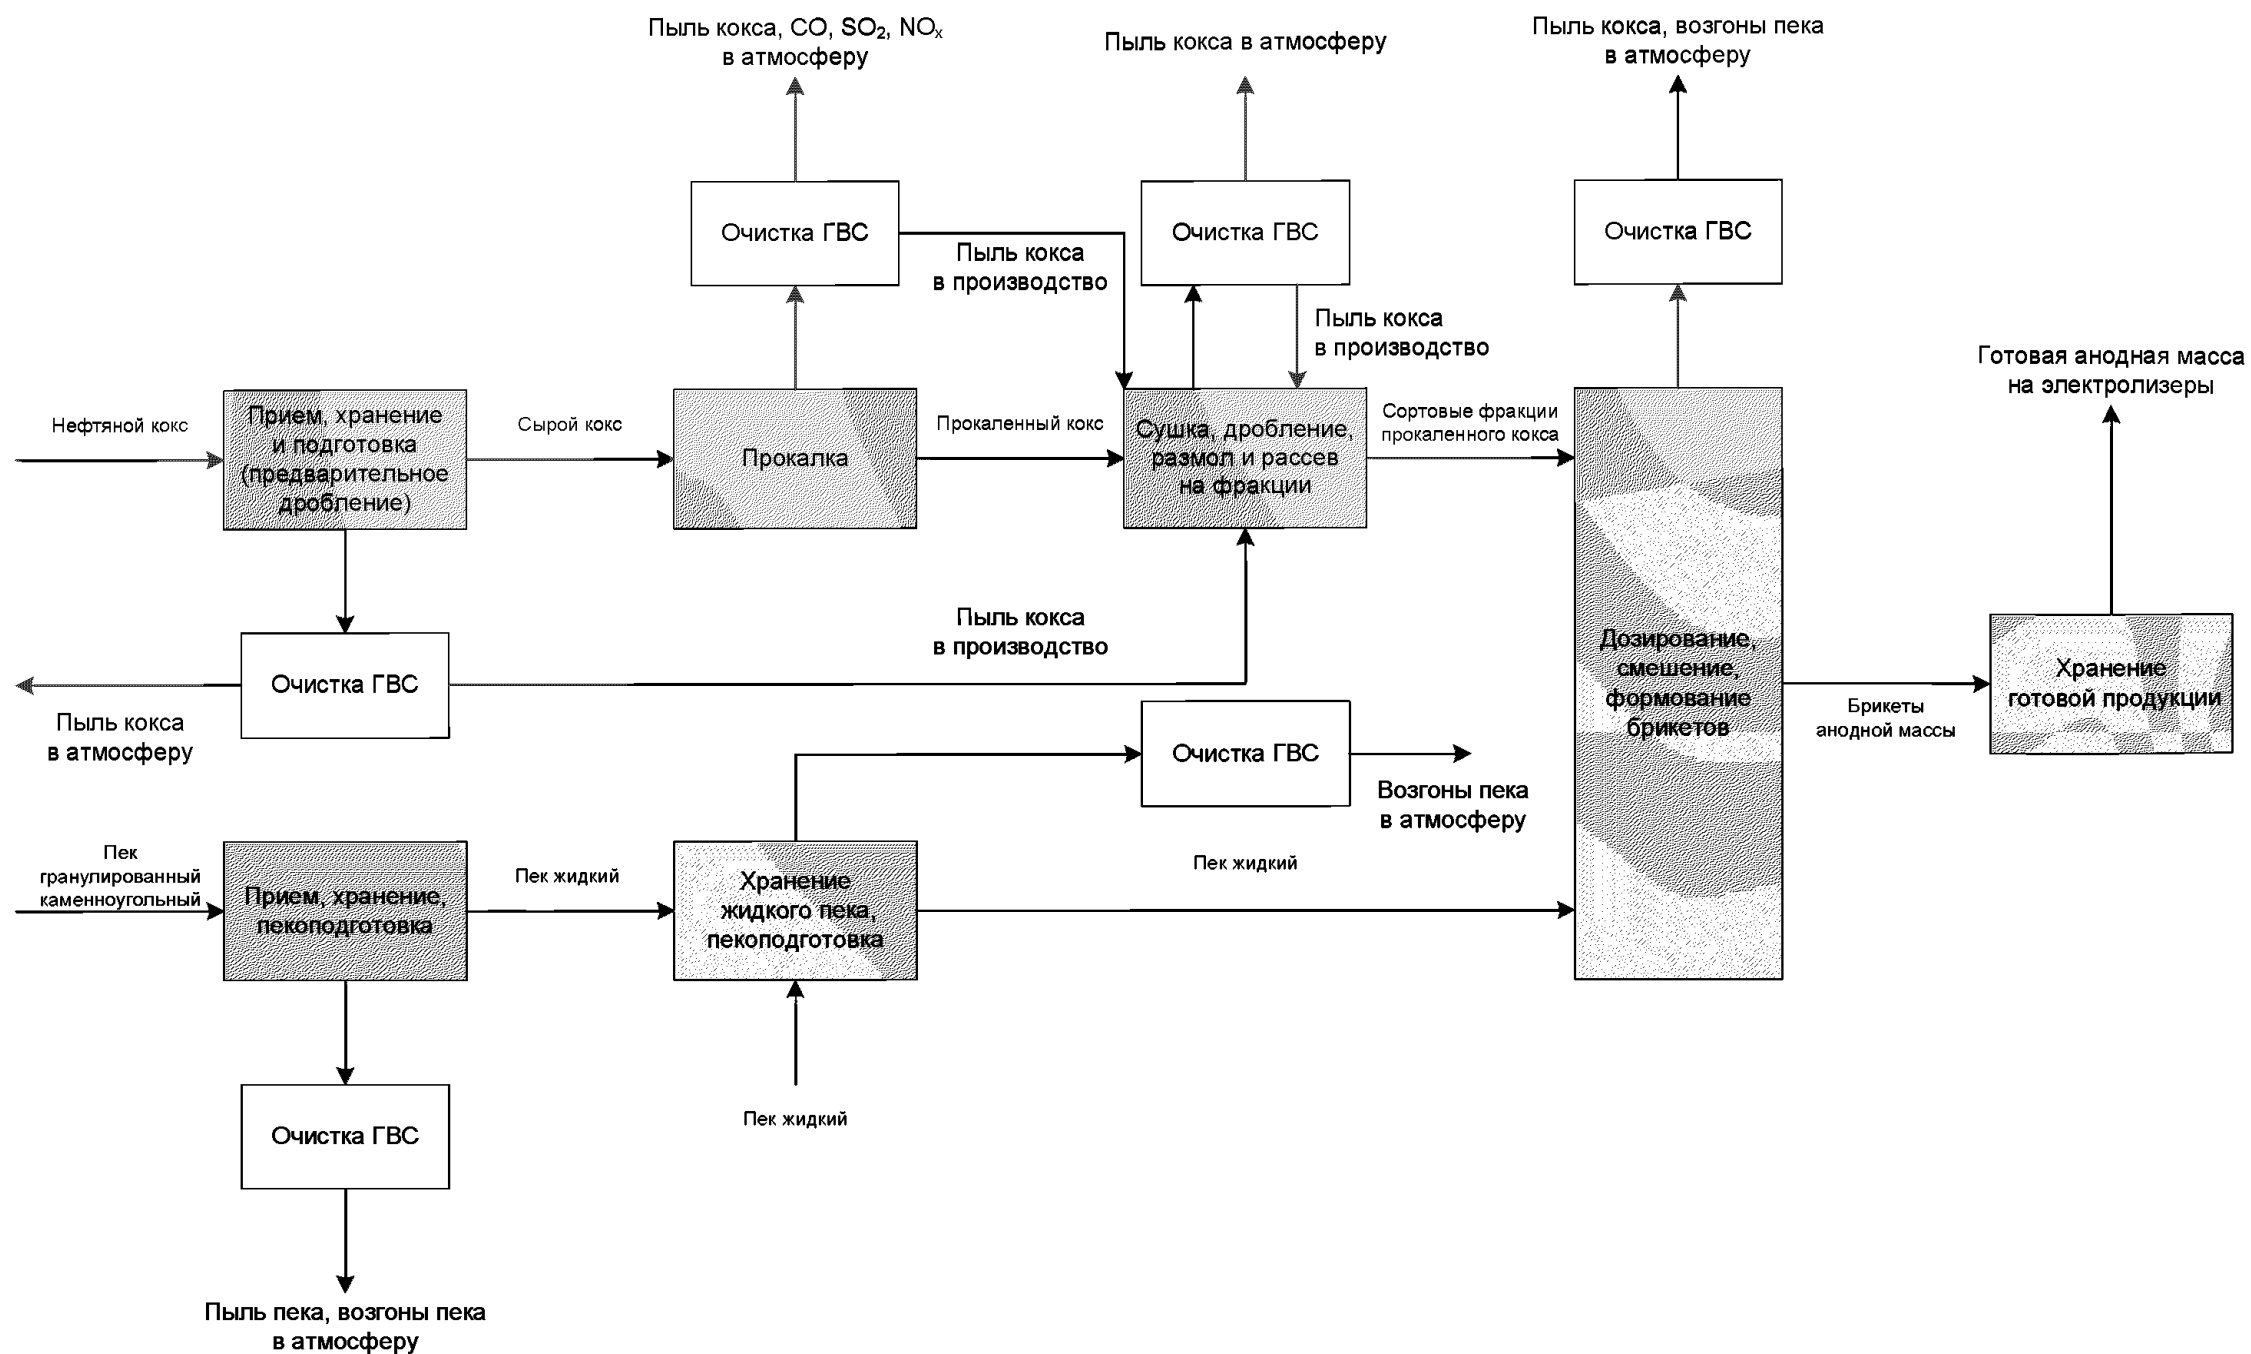 Пыль кокса, CO, SO₂, NOₓ
в атмосферу
Пыль кокса в атмосферу
Пыль кокса, возгоны пека
в атмосферу
Очистка ГВС
Очистка ГВС
Очистка ГВС
Пыль кокса
в производство
Пыль кокса
в производство
Готовая анодная масса
на электролизеры
Нефтяной кокс
Прием, хранение
и подготовка
(предварительное
дробление)
Сырой кокс
Прокалка
Прокаленный кокс
Сушка, дробление,
размол и рассев
на фракции
Сортовые фракции
прокаленного кокса
Пыль кокса
в производство
Очистка ГВС
Пыль кокса
в атмосферу
Дозирование,
смешение,
формование
брикетов
Брикеты
анодной массы
Хранение
готовой продукции
Очистка ГВС
Возгоны пека
в атмосферу
Пек
гранулированный
каменноугольный
Прием, хранение,
пекоподготовка
Пек жидкий
Хранение
жидкого пека,
пекоподготовка
Пек жидкий
Пек жидкий
Очистка ГВС
Пыль пека, возгоны пека
в атмосферу